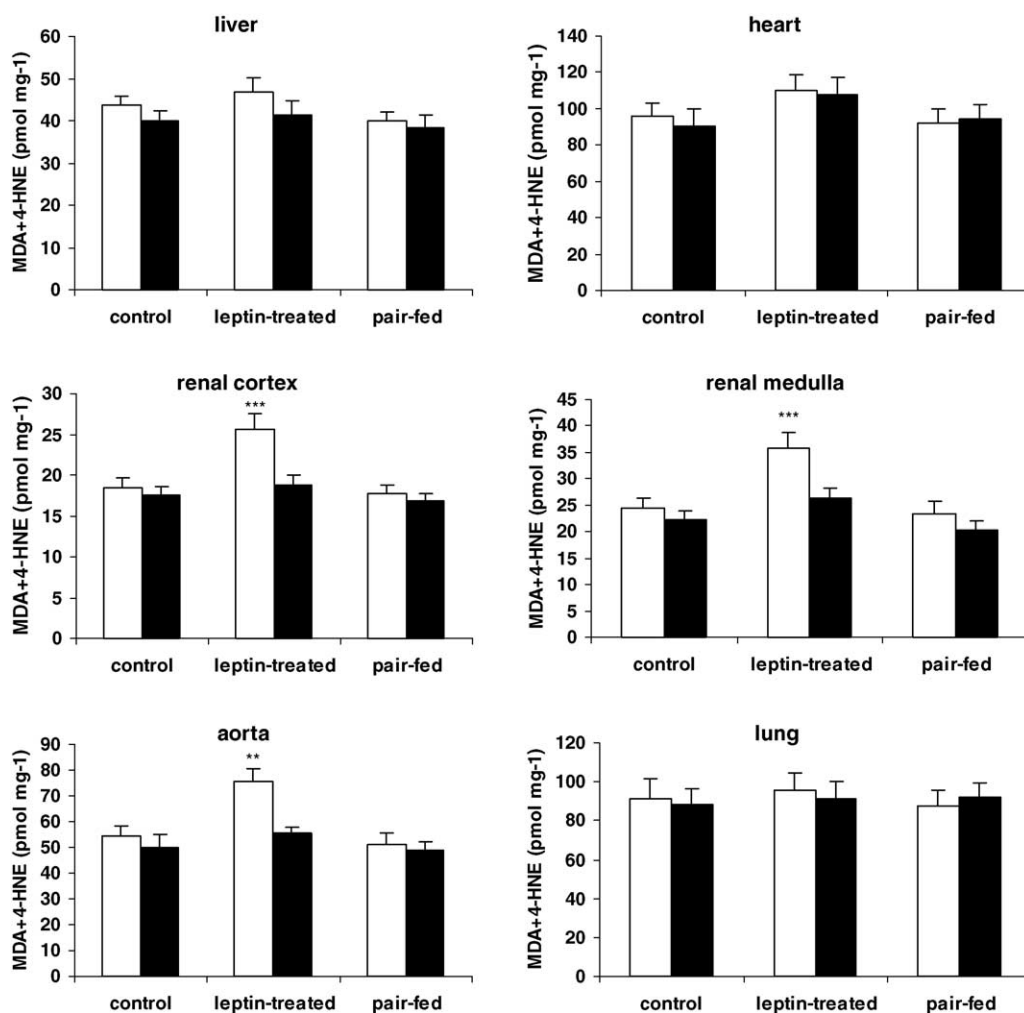 liver
MDA+4-HNE (pmol mg-1)
60
50
40
30
20
10
0
control leptin-treated pair-fed
heart
MDA+4-HNE (pmol mg-1)
140
120
100
80
60
40
20
0
control leptin-treated pair-fed
renal cortex
MDA+4-HNE (pmol mg-1)
30
25
20
15
10
5
0
***
control leptin-treated pair-fed
renal medulla
MDA+4-HNE (pmol mg-1)
45
40
35
30
25
20
15
10
5
0
***
control leptin-treated pair-fed
aorta
MDA+4-HNE (pmol mg-1)
90
80
70
60
50
40
30
20
10
0
**
control leptin-treated pair-fed
lung
MDA+4-HNE (pmol mg-1)
120
100
80
60
40
20
0
control leptin-treated pair-fed